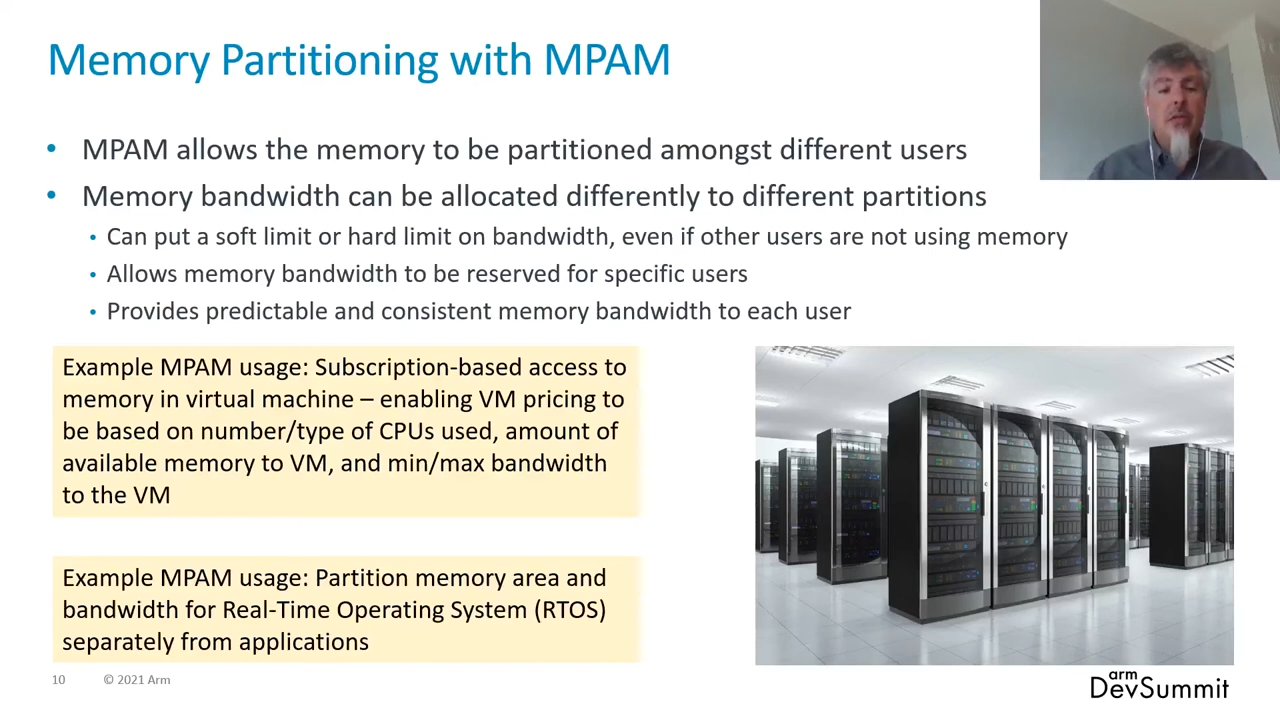 Memory Partitioning with MPAM
• MPAM allows the memory to be partitioned amongst different users
• Memory bandwidth can be allocated differently to different partitions
• Can put a soft limit or hard limit on bandwidth, even if other users are not using memory
• Allows memory bandwidth to be reserved for specific users
• Provides predictable and consistent memory bandwidth to each user
Example MPAM usage: Subscription-based access to
memory in virtual machine – enabling VM pricing to
be based on number/type of CPUs used, amount of
available memory to VM, and min/max bandwidth
to the VM
Example MPAM usage: Partition memory area and
bandwidth for Real-Time Operating System (RTOS)
separately from applications
10 © 2021 Arm
arm
DevSummit